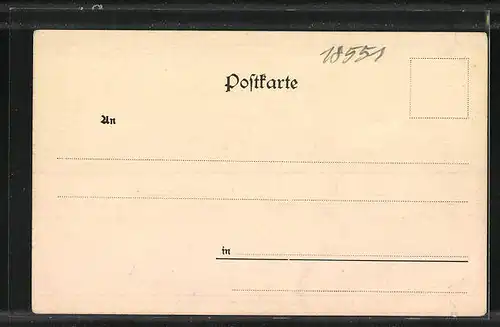 18551
Postkarte
An
in